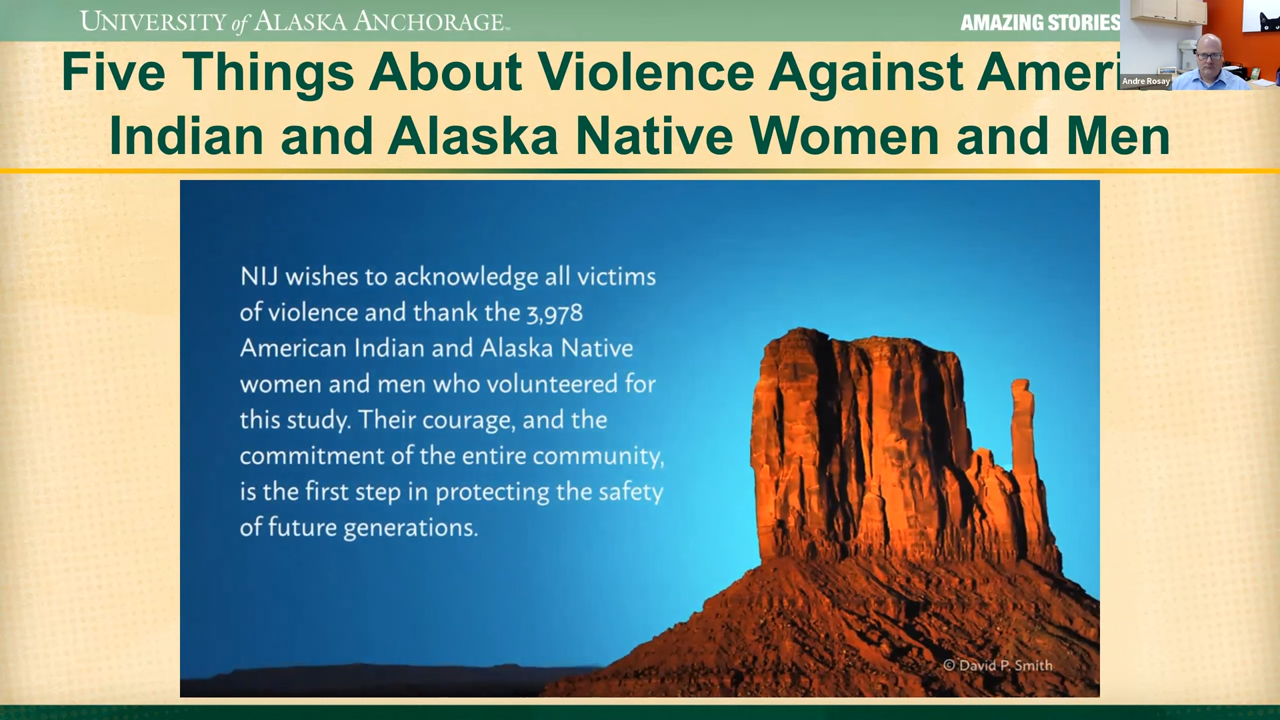 UNIVERSITY of ALASKA ANCHORAGE
AMAZING STORIES
Andre Rosay
Five Things About Violence Against Ameri
Indian and Alaska Native Women and Men
NIJ wishes to acknowledge all victims
of violence and thank the 3,978
American Indian and Alaska Native
women and men who volunteered for
this study. Their courage, and the
commitment of the entire community,
is the first step in protecting the safety
of future generations.
© David P. Smith